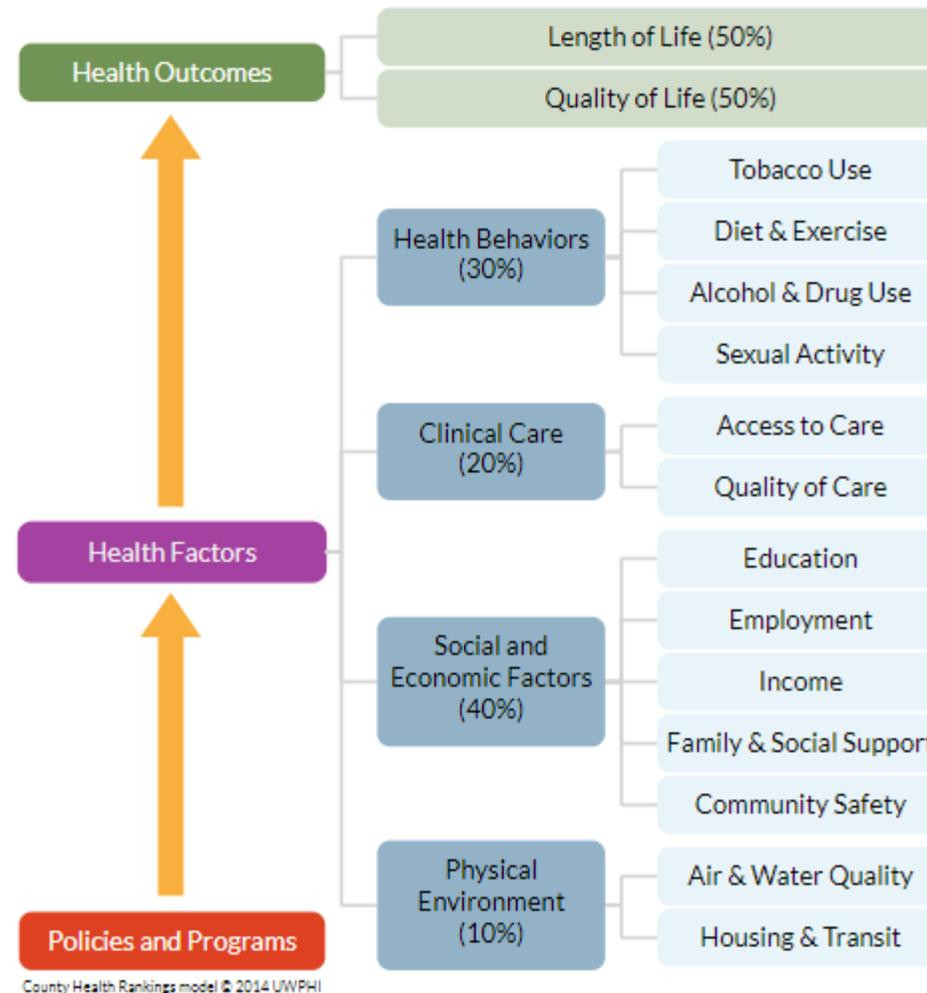 Health Outcomes
Length of Life (50%)
Quality of Life (50%)
Health Factors
Health Behaviors
(30%)
Tobacco Use
Diet & Exercise
Alcohol & Drug Use
Sexual Activity
Clinical Care
(20%)
Access to Care
Quality of Care
Social and
Economic Factors
(40%)
Education
Employment
Income
Family & Social Support
Community Safety
Physical
Environment
(10%)
Air & Water Quality
Housing & Transit
Policies and Programs
County Health Rankings model © 2014 UWPHI